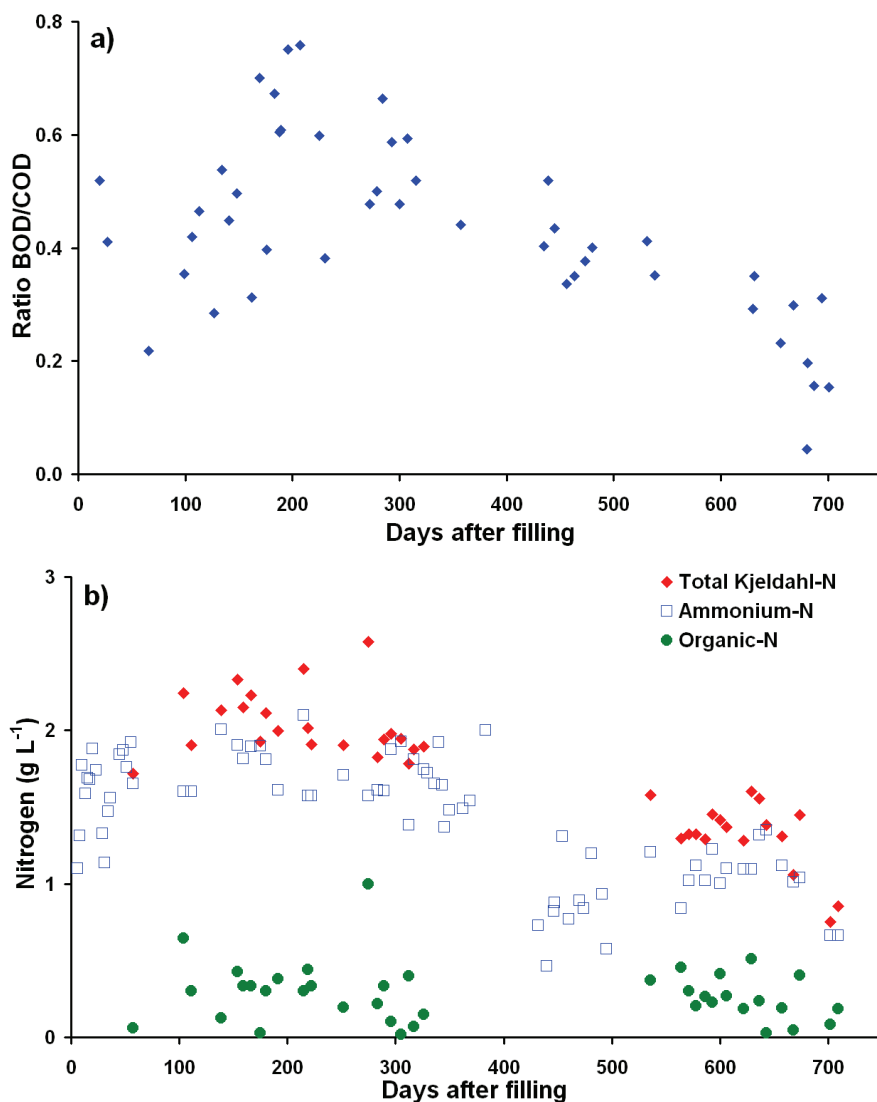 a)
0.8
0.6
0.4
0.2
0.0
Ratio BOD/COD
0 100 200 300 400 500 600 700
Days after filling
b)
Total Kjeldahl-N
Ammonium-N
Organic-N
3
2
1
0
Nitrogen (g L⁻¹)
0 100 200 300 400 500 600 700
Days after filling